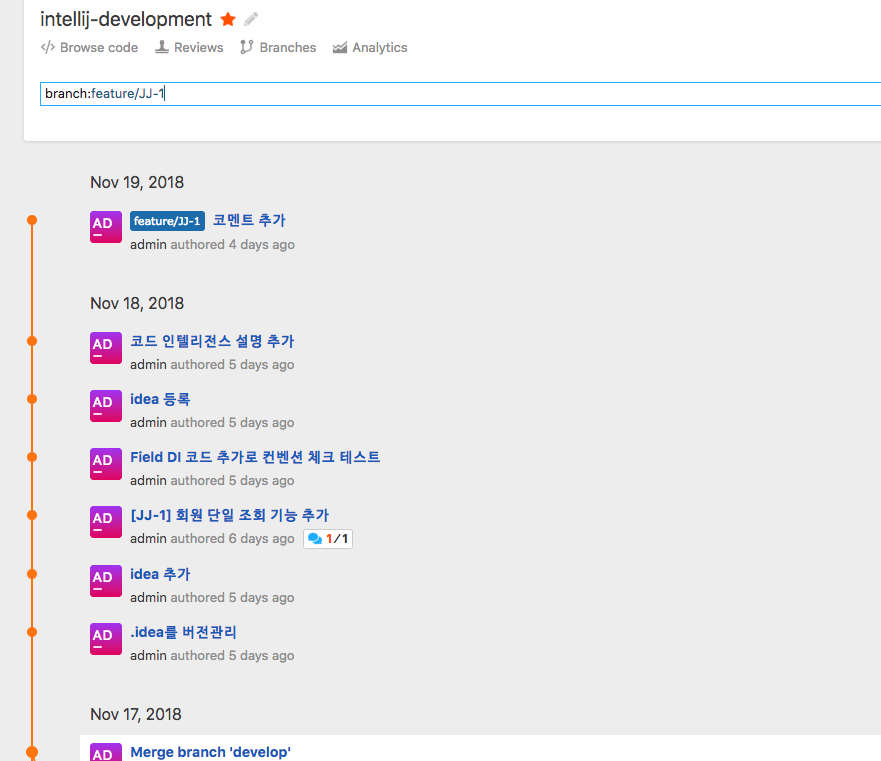 intellij-development
Browse code Reviews Branches Analytics
branch:feature/JJ-1
Nov 19, 2018
AD feature/JJ-1 코멘트 추가
admin authored 4 days ago
Nov 18, 2018
AD 코드 인텔리전스 설명 추가
admin authored 5 days ago
AD idea 등록
admin authored 5 days ago
AD Field DI 코드 추가로 컨벤션 체크 테스트
admin authored 5 days ago
AD [JJ-1] 회원 단일 조회 기능 추가
admin authored 6 days ago 1/1
AD idea 추가
admin authored 5 days ago
AD .idea를 버전관리
admin authored 5 days ago
Nov 17, 2018
AD Merge branch 'develop'